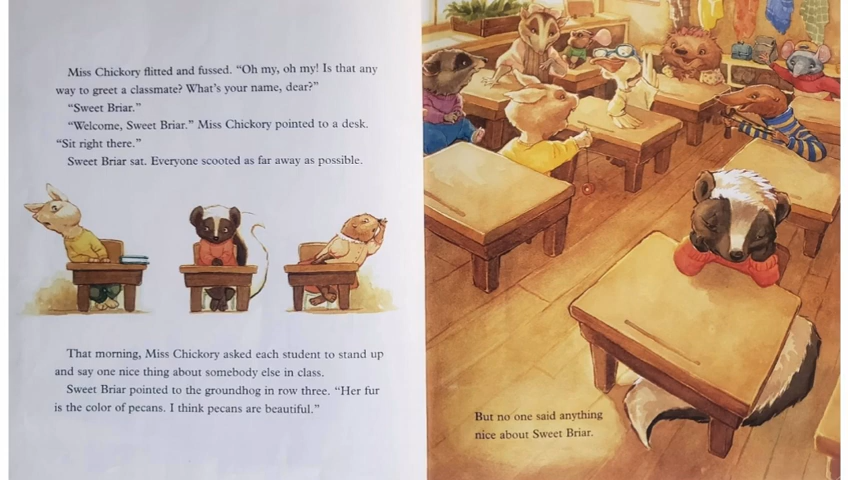 Miss Chickory flitted and fussed. “Oh my, oh my! Is that any
way to greet a classmate? What’s your name, dear?”
“Sweet Briar.”
“Welcome, Sweet Briar.” Miss Chickory pointed to a desk.
“Sit right there.”
Sweet Briar sat. Everyone scooted as far away as possible.
That morning, Miss Chickory asked each student to stand up
and say one nice thing about somebody else in class.
Sweet Briar pointed to the groundhog in row three. “Her fur
is the color of pecans. I think pecans are beautiful.”
But no one said anything
nice about Sweet Briar.